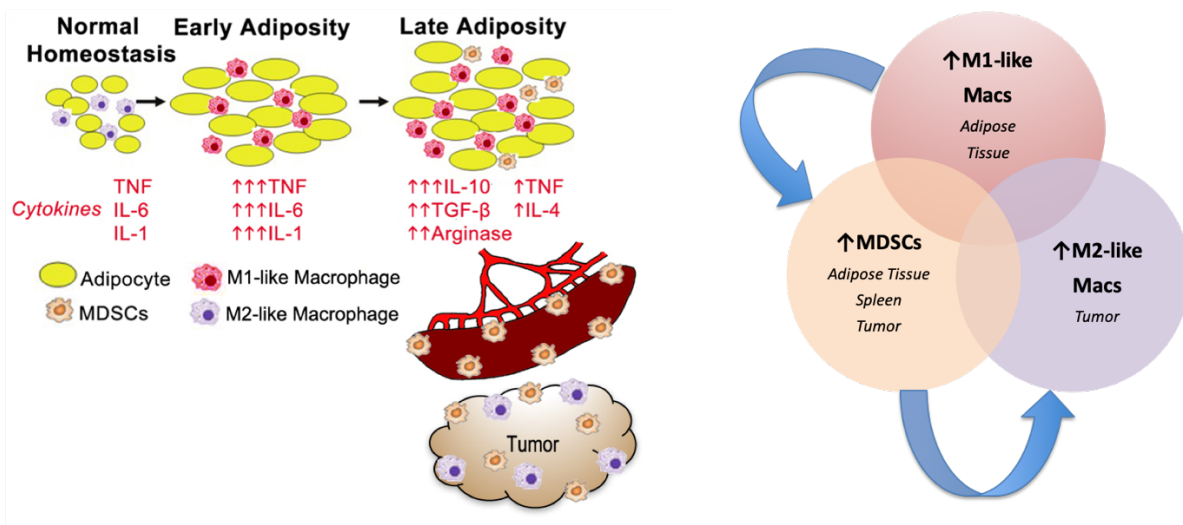 Normal
Homeostasis
Early Adiposity
Late Adiposity
Cytokines
TNF
IL-6
IL-1
↑↑↑TNF
↑↑↑IL-6
↑↑↑IL-1
↑↑↑IL-10
↑↑TGF-β
↑↑Arginase
↑TNF
↑IL-4
Adipocyte
M1-like Macrophage
MDSCs
M2-like Macrophage
Tumor
↑M1-like
Macs
Adipose
Tissue
↑MDSCs
Adipose Tissue
Spleen
Tumor
↑M2-like
Macs
Tumor